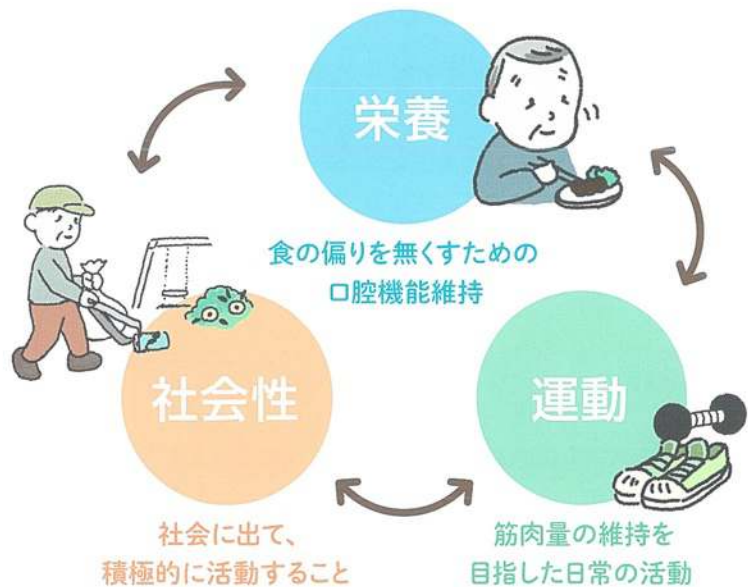 栄養
食の偏りを無くすための
口腔機能維持
社会性
社会に出て、
積極的に活動すること
運動
筋肉量の維持を
目指した日常の活動